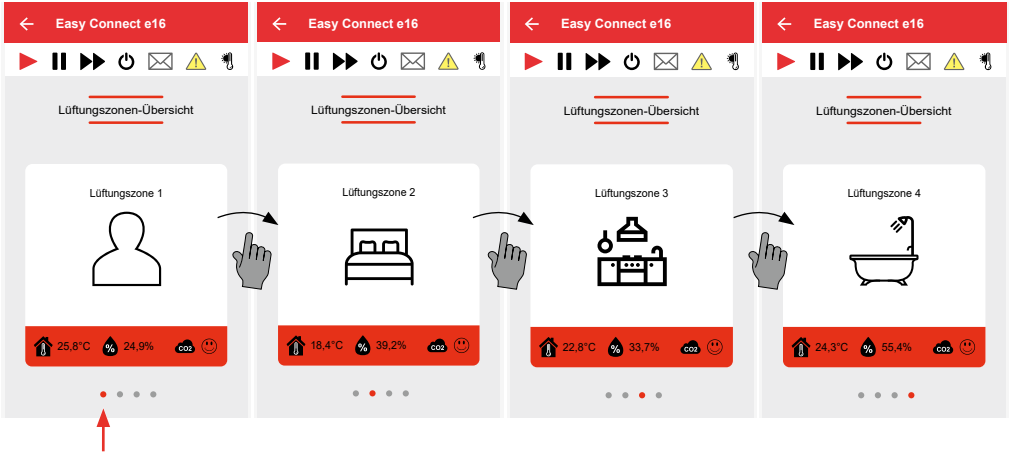 Easy Connect e16
Lüftungszonen-Übersicht
Lüftungszone 1
25,8°C % 24,9% CO2
Easy Connect e16
Lüftungszonen-Übersicht
Lüftungszone 2
18,4°C % 39,2% CO2
Easy Connect e16
Lüftungszonen-Übersicht
Lüftungszone 3
22,8°C % 33,7% CO2
Easy Connect e16
Lüftungszonen-Übersicht
Lüftungszone 4
24,3°C % 55,4% CO2